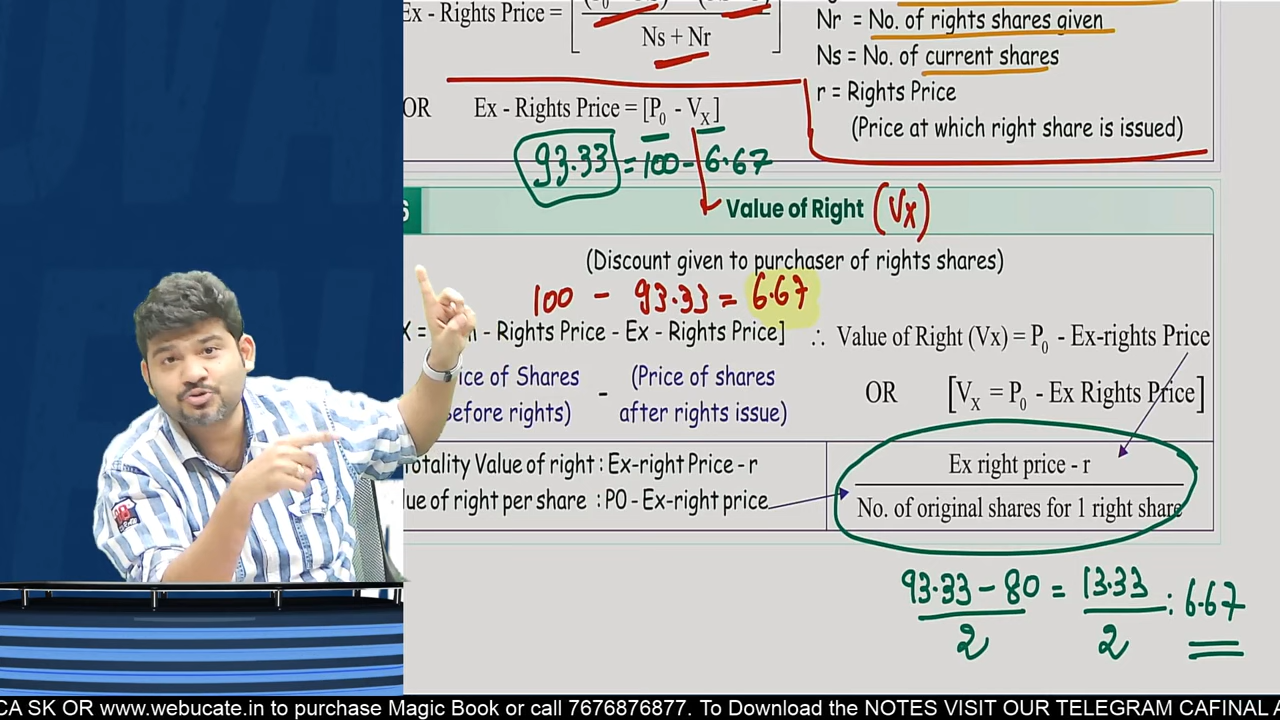 Ex - Rights Price =
Ns + Nr
Nr = No. of rights shares given
Ns = No. of current shares
r = Rights Price
(Price at which right share is issued)
OR Ex - Rights Price = [P0 - VX]
93.33 = 100 - 6.67
6 Value of Right (Vx)
(Discount given to purchaser of rights shares)
100 - 93.33 = 6.67
- Rights Price - Ex - Rights Price]
∴ Value of Right (Vx) = P0 - Ex-rights Price
ice of Shares - (Price of shares
efore rights) after rights issue)
OR [VX = P0 - Ex Rights Price]
Totality Value of right : Ex-right Price - r
ue of right per share : PO - Ex-right price
Ex right price - r
No. of original shares for 1 right share
93.33 - 80 = 13.33 : 6.67
2 2
CA SK OR www.webucate.in to purchase Magic Book or call 7676876877. To Download the NOTES VISIT OUR TELEGRAM CAFINAL A